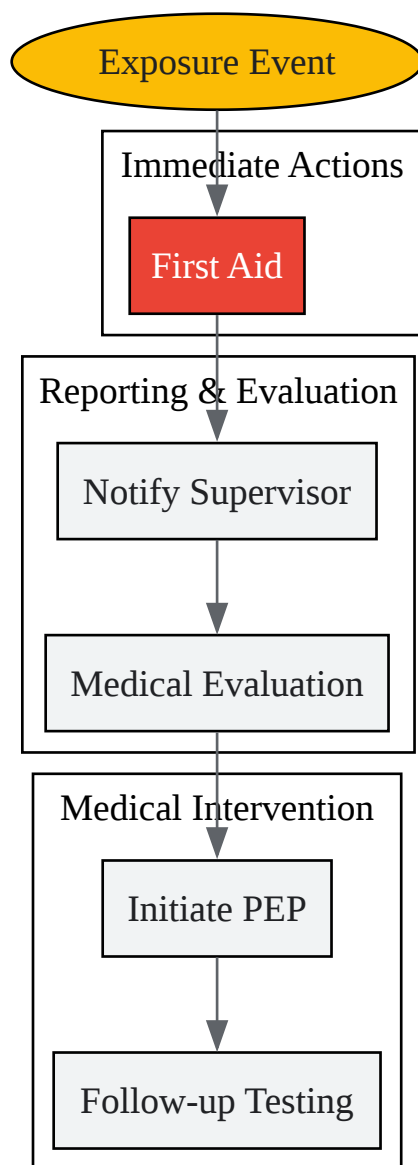 Exposure Event
Immediate Actions
First Aid
Reporting & Evaluation
Notify Supervisor
Medical Evaluation
Medical Intervention
Initiate PEP
Follow-up Testing